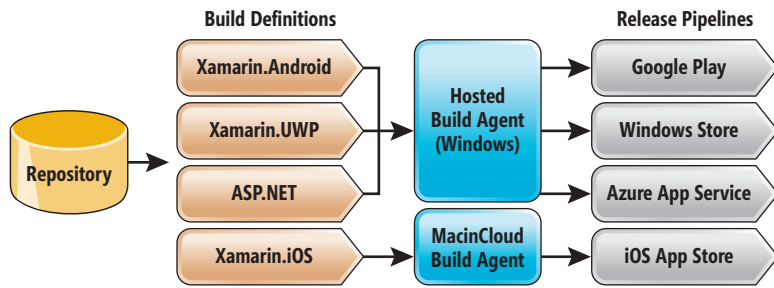 Build Definitions
Release Pipelines
Repository
Xamarin.Android
Xamarin.UWP
ASP.NET
Xamarin.iOS
Hosted
Build Agent
(Windows)
MacinCloud
Build Agent
Google Play
Windows Store
Azure App Service
iOS App Store